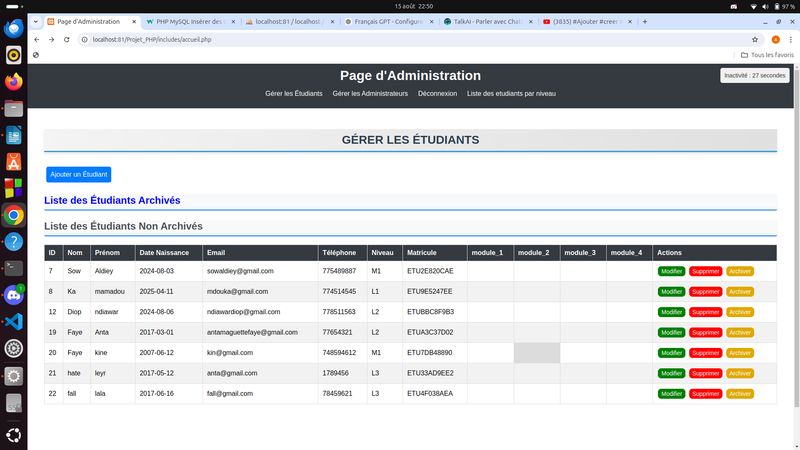 15 août 22:50
97 %
Page d'Administration
PHP MySQL Insérer des
localhost:81 / localhost /
Français GPT - Configure
TalkAi - Parler avec Chat
(3835) #Ajouter #creer
localhost:81/Projet_PHP/includes/accueil.php
Tous les favoris
Page d'Administration
Inactivité : 27 secondes
Gérer les Étudiants Gérer les Administrateurs Déconnexion Liste des etudiants par niveau
GÉRER LES ÉTUDIANTS
Ajouter un Étudiant
Liste des Étudiants Archivés
Liste des Étudiants Non Archivés
ID Nom Prénom Date Naissance Email Téléphone Niveau Matricule module_1 module_2 module_3 module_4 Actions
7 Sow Aldiey 2024-08-03 sowaldiey@gmail.com 775489887 M1 ETU2E820CAE Modifier Supprimer Archiver
8 Ka mamadou 2025-04-11 mdouka@gmail.com 774514545 L1 ETU9E5247EE Modifier Supprimer Archiver
12 Diop ndiawar 2024-08-06 ndiawardiop@gmail.com 778511563 L2 ETUBBC8F9B3 Modifier Supprimer Archiver
19 Faye Anta 2017-03-01 antamaguettefaye@gmail.com 77654321 L2 ETUA3C37D02 Modifier Supprimer Archiver
20 Faye kine 2007-06-12 kin@gmail.com 748594612 M1 ETU7DB48890 Modifier Supprimer Archiver
21 hate leyr 2017-05-12 anta@gmail.com 1789456 L3 ETU33AD9EE2 Modifier Supprimer Archiver
22 fall lala 2017-06-16 fall@gmail.com 78459621 L3 ETU4F038AEA Modifier Supprimer Archiver